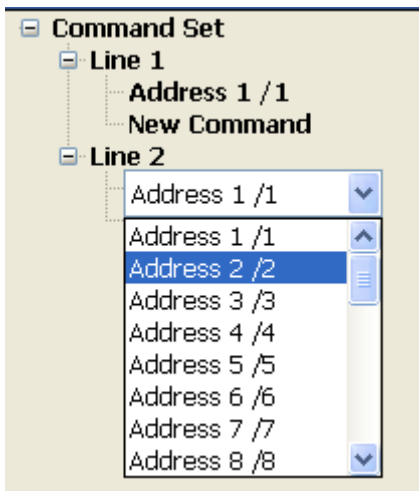 Command Set
Line 1
Address 1 /1
New Command
Line 2
Address 1 /1
Address 1 /1
Address 2 /2
Address 3 /3
Address 4 /4
Address 5 /5
Address 6 /6
Address 7 /7
Address 8 /8